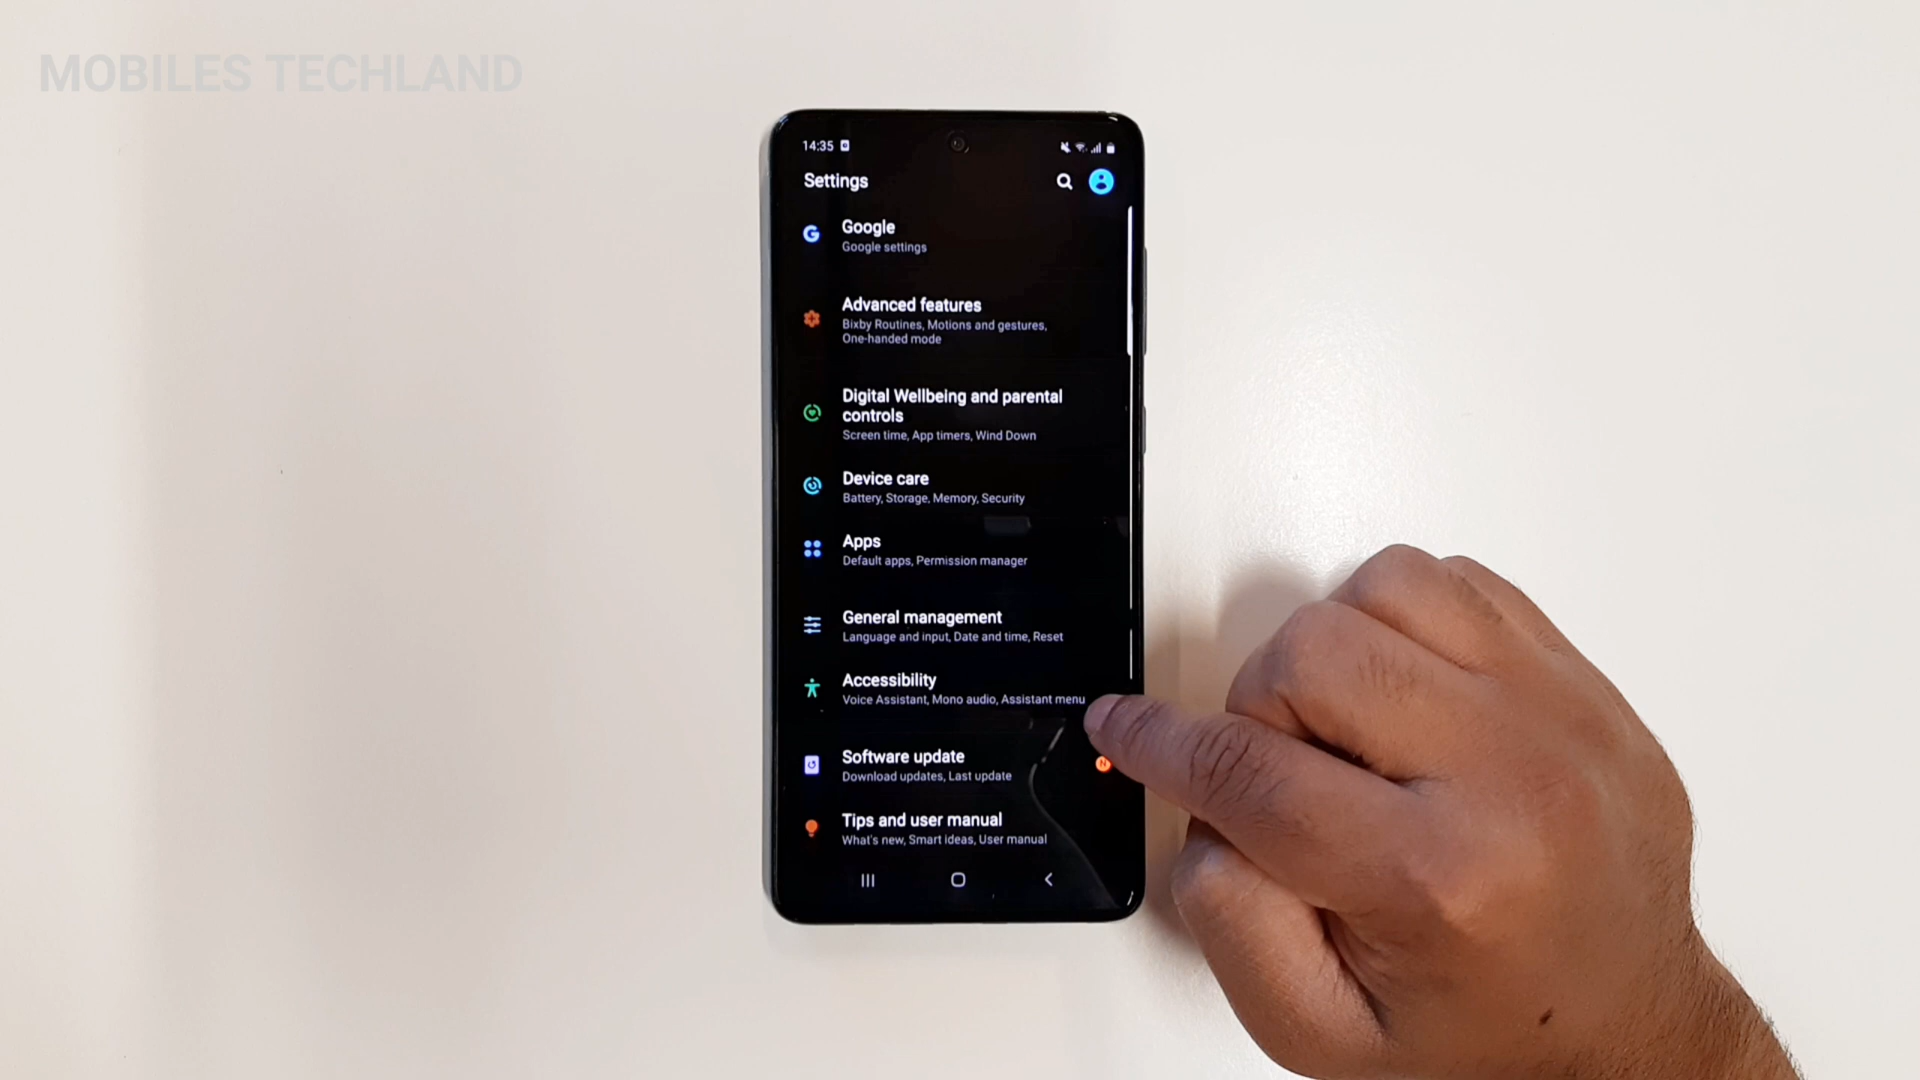 MOBILES TECHLAND
14:35
Settings
G
Google
Google settings
Advanced features
Bixby Routines, Motions and gestures,
One-handed mode
Digital Wellbeing and parental
controls
Screen time, App timers, Wind Down
Device care
Battery, Storage, Memory, Security
Apps
Default apps, Permission manager
General management
Language and input, Date and time, Reset
Accessibility
Voice Assistant, Mono audio, Assistant menu
Software update
N
Download updates, Last update
Tips and user manual
What's new, Smart ideas, User manual